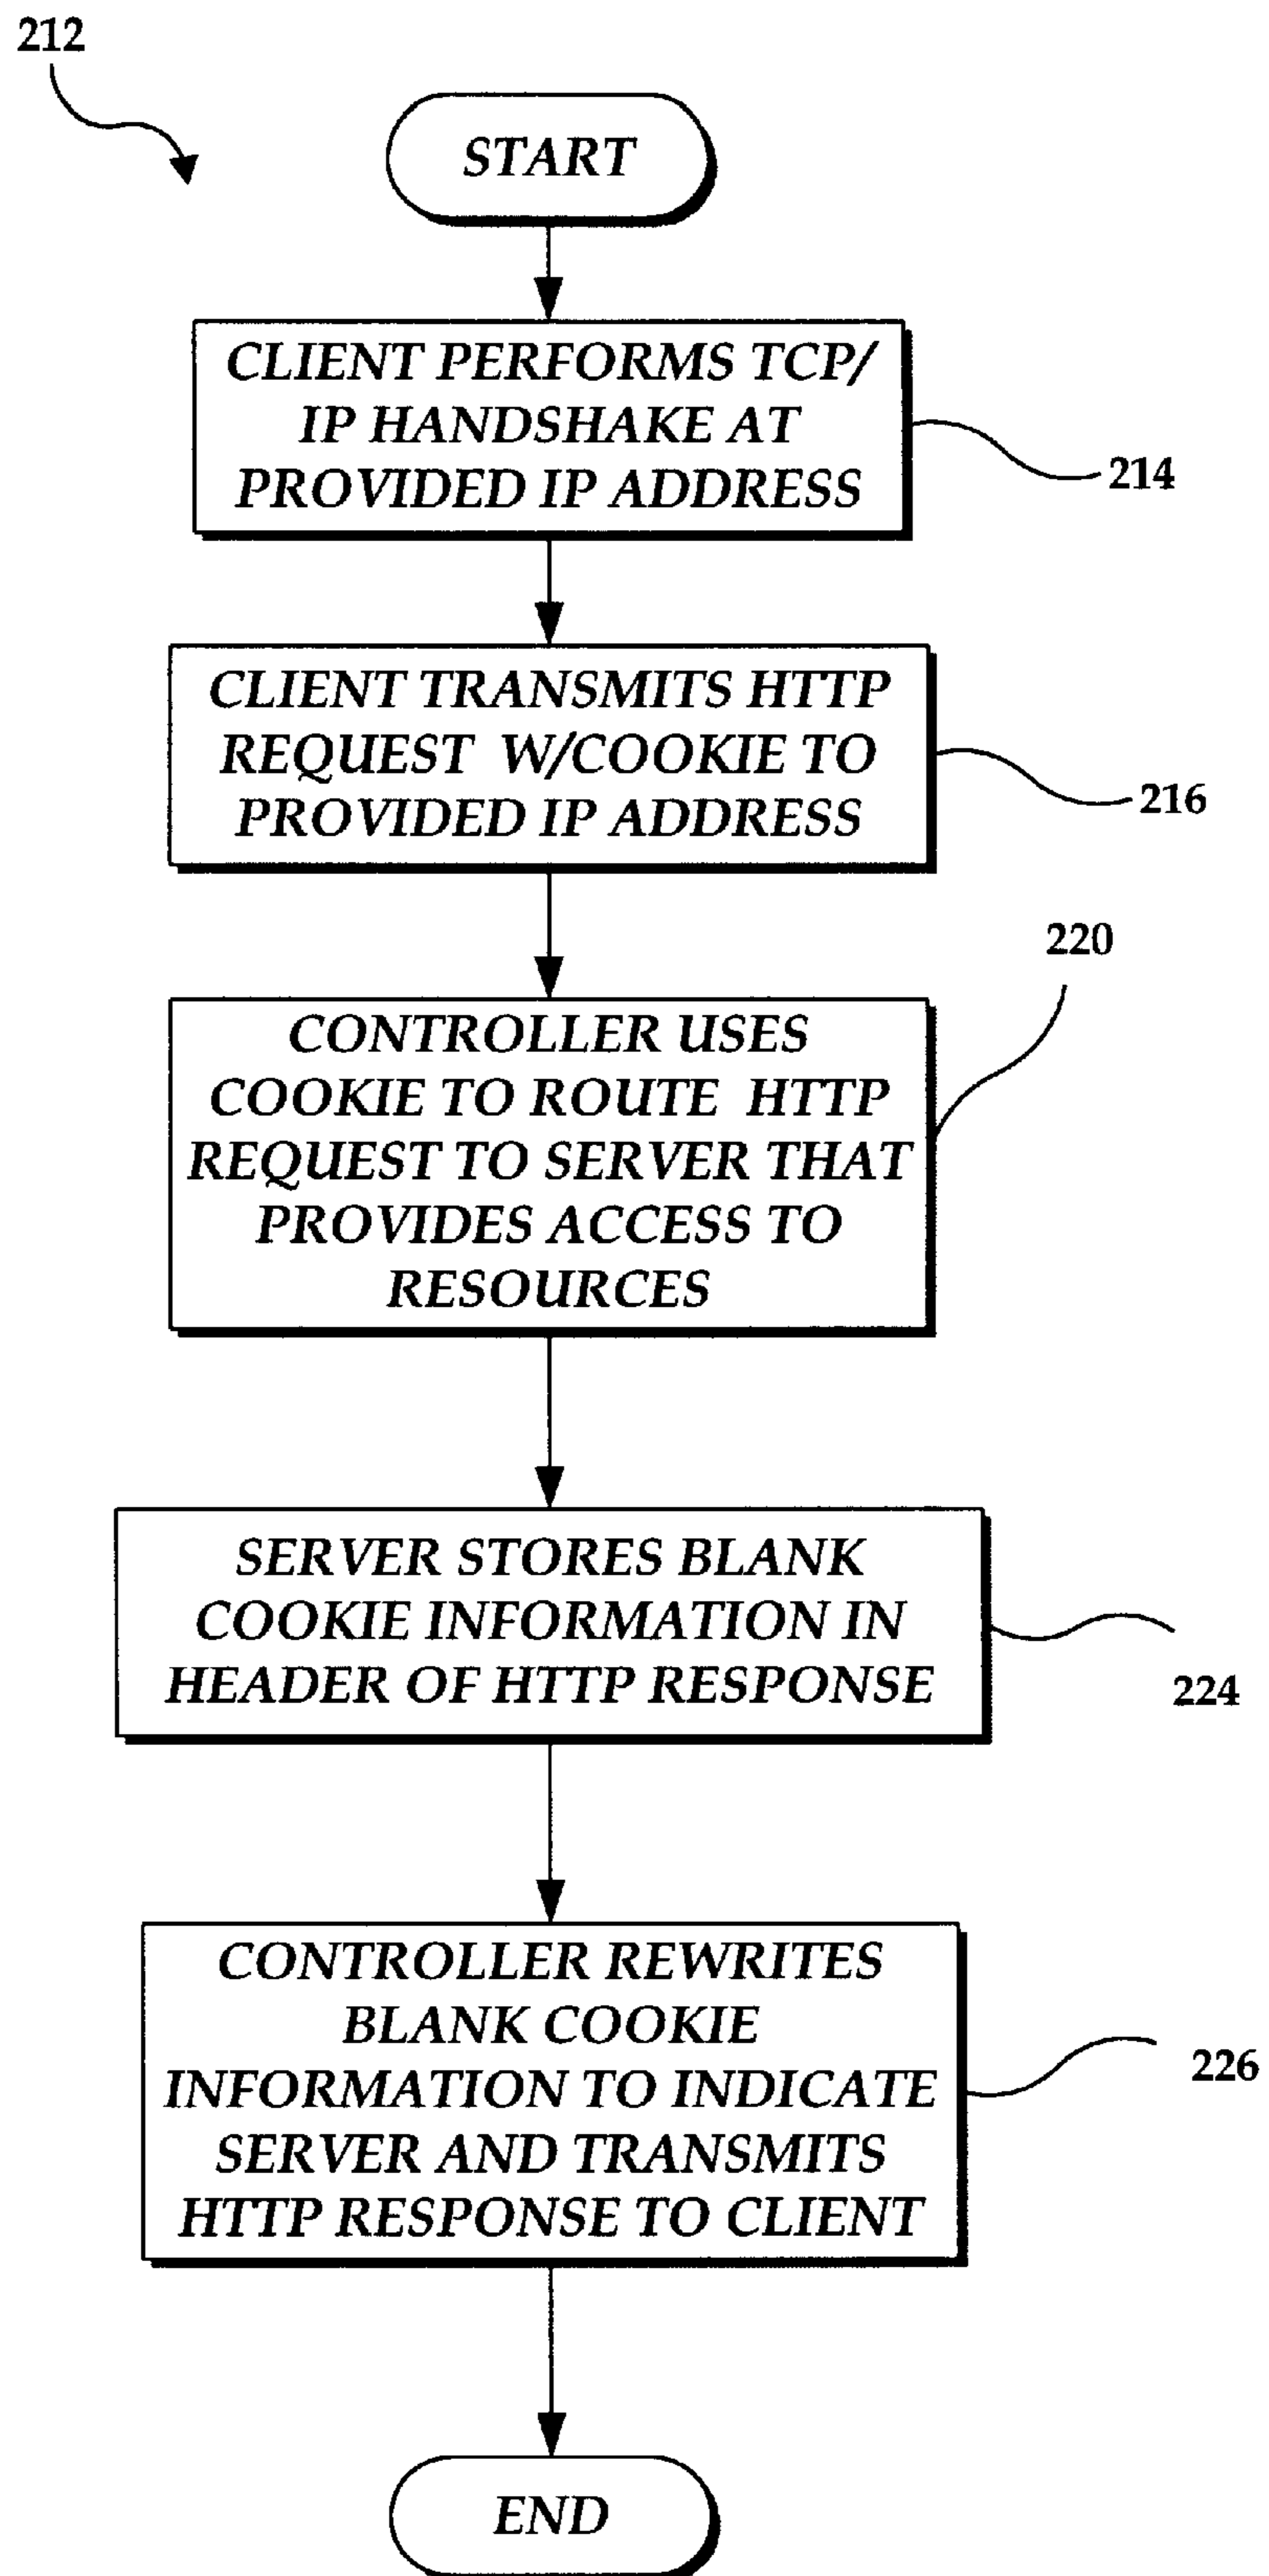 212
START
CLIENT PERFORMS TCP/
IP HANDSHAKE AT
PROVIDED IP ADDRESS
214
CLIENT TRANSMITS HTTP
REQUEST W/COOKIE TO
PROVIDED IP ADDRESS
216
220
CONTROLLER USES
COOKIE TO ROUTE HTTP
REQUEST TO SERVER THAT
PROVIDES ACCESS TO
RESOURCES
SERVER STORES BLANK
COOKIE INFORMATION IN
HEADER OF HTTP RESPONSE
224
CONTROLLER REWRITES
BLANK COOKIE
INFORMATION TO INDICATE
SERVER AND TRANSMITS
HTTP RESPONSE TO CLIENT
226
END